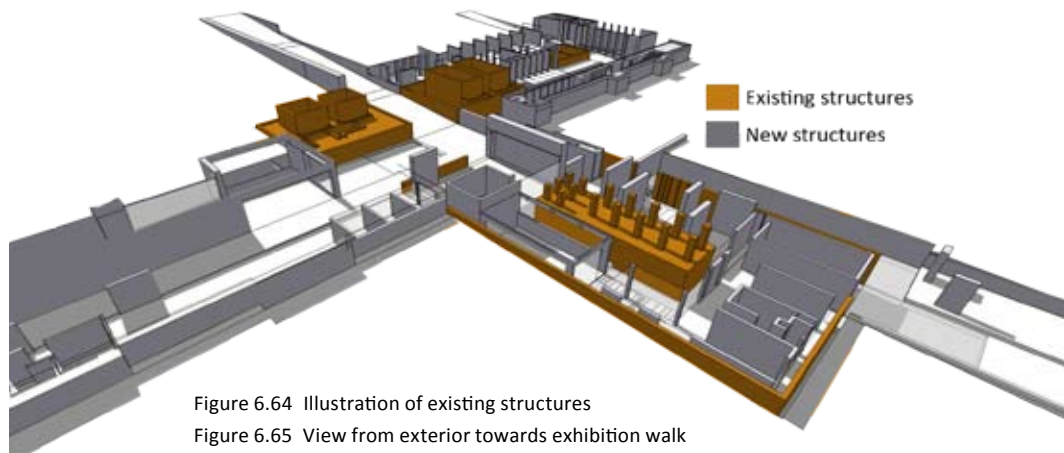 Existing structures
New structures
Figure 6.64 Illustration of existing structures
Figure 6.65 View from exterior towards exhibition walk